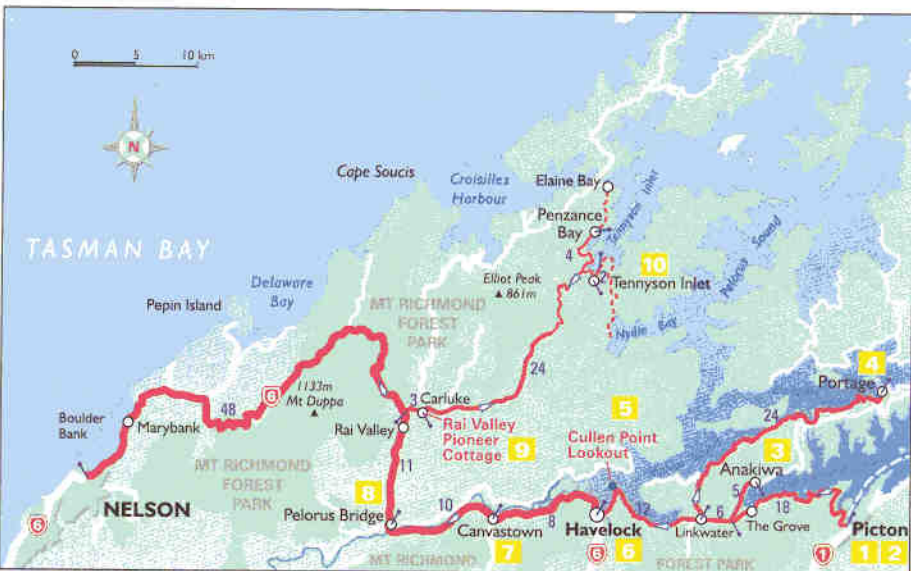 0 5 10 km
N
Cape Soucis
Croisilles
Harbour
Elaine Bay
Tennyson Inlet
Penzance
Bay
4
1
2
10
Tennyson Inlet
TASMAN BAY
Delaware
Bay
Elliot Peak
▲ 861m
Pelorus Sound
Pepin Island
MT RICHMOND
FOREST
PARK
Nydie Bay
24
1133m
Mt Duppa
▲
6
48
Boulder
Bank
Marybank
3
Carluke
Rai Valley
Rai Valley
Pioneer
Cottage
9
5
Cullen Point
Lookout
4
Portage
24
3
Anakiwa
11
MT RICHMOND
FOREST
PARK
8
NELSON
6
Pelorus Bridge
10
Canvastown
7
8
Havelock
6
6
12
Linkwater
6
5
The Grove
18
Picton
1
1
2
MT RICHMOND
FOREST PARK